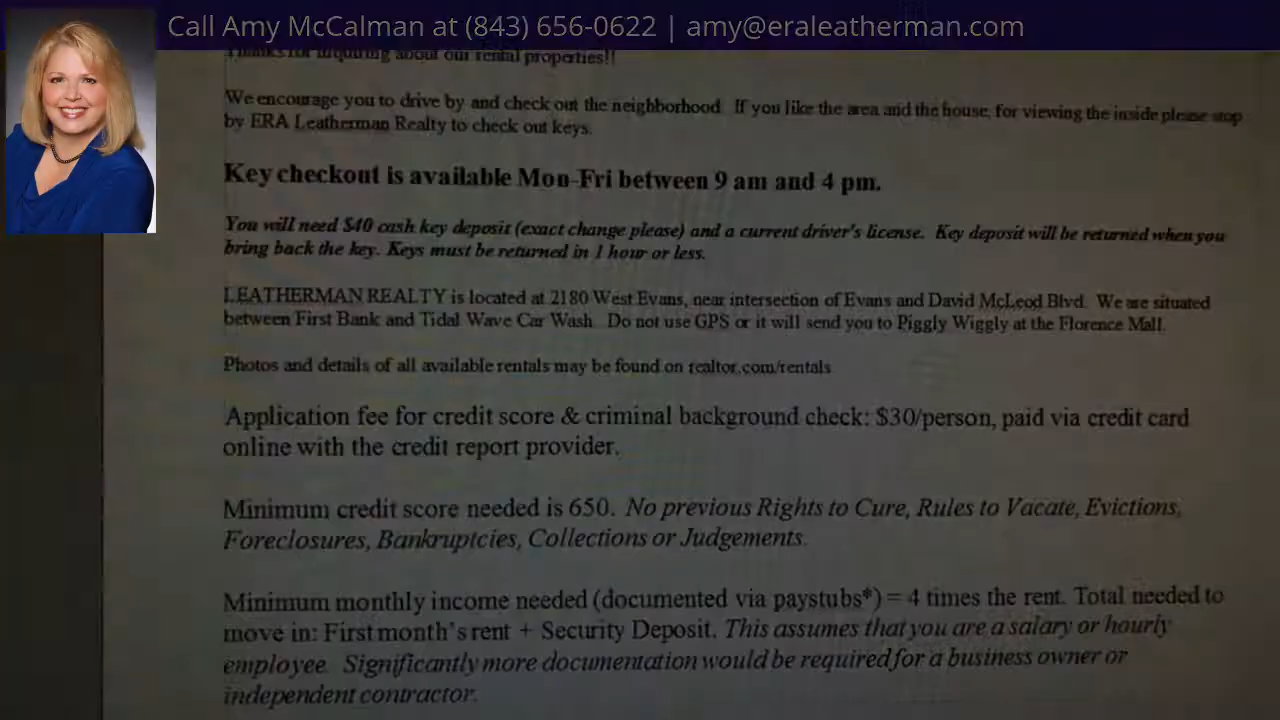 Call Amy McCalman at (843) 656-0622 | amy@eraleatherman.com
Thanks for inquiring about our rental properties!!
We encourage you to drive by and check out the neighborhood. If you like the area and the house, for viewing the inside please stop
by ERA Leatherman Realty to check out keys.
Key checkout is available Mon-Fri between 9 am and 4 pm.
You will need $40 cash key deposit (exact change please) and a current driver's license. Key deposit will be returned when you
bring back the key. Keys must be returned in 1 hour or less.
LEATHERMAN REALTY is located at 2180 West Evans, near intersection of Evans and David McLeod Blvd. We are situated
between First Bank and Tidal Wave Car Wash. Do not use GPS or it will send you to Piggly Wiggly at the Florence Mall.
Photos and details of all available rentals may be found on realtor.com/rentals
Application fee for credit score & criminal background check: $30/person, paid via credit card
online with the credit report provider.
Minimum credit score needed is 650. No previous Rights to Cure, Rules to Vacate, Evictions,
Foreclosures, Bankruptcies, Collections or Judgements.
Minimum monthly income needed (documented via paystubs*) = 4 times the rent. Total needed to
move in: First month's rent + Security Deposit. This assumes that you are a salary or hourly
employee. Significantly more documentation would be required for a business owner or
independent contractor.